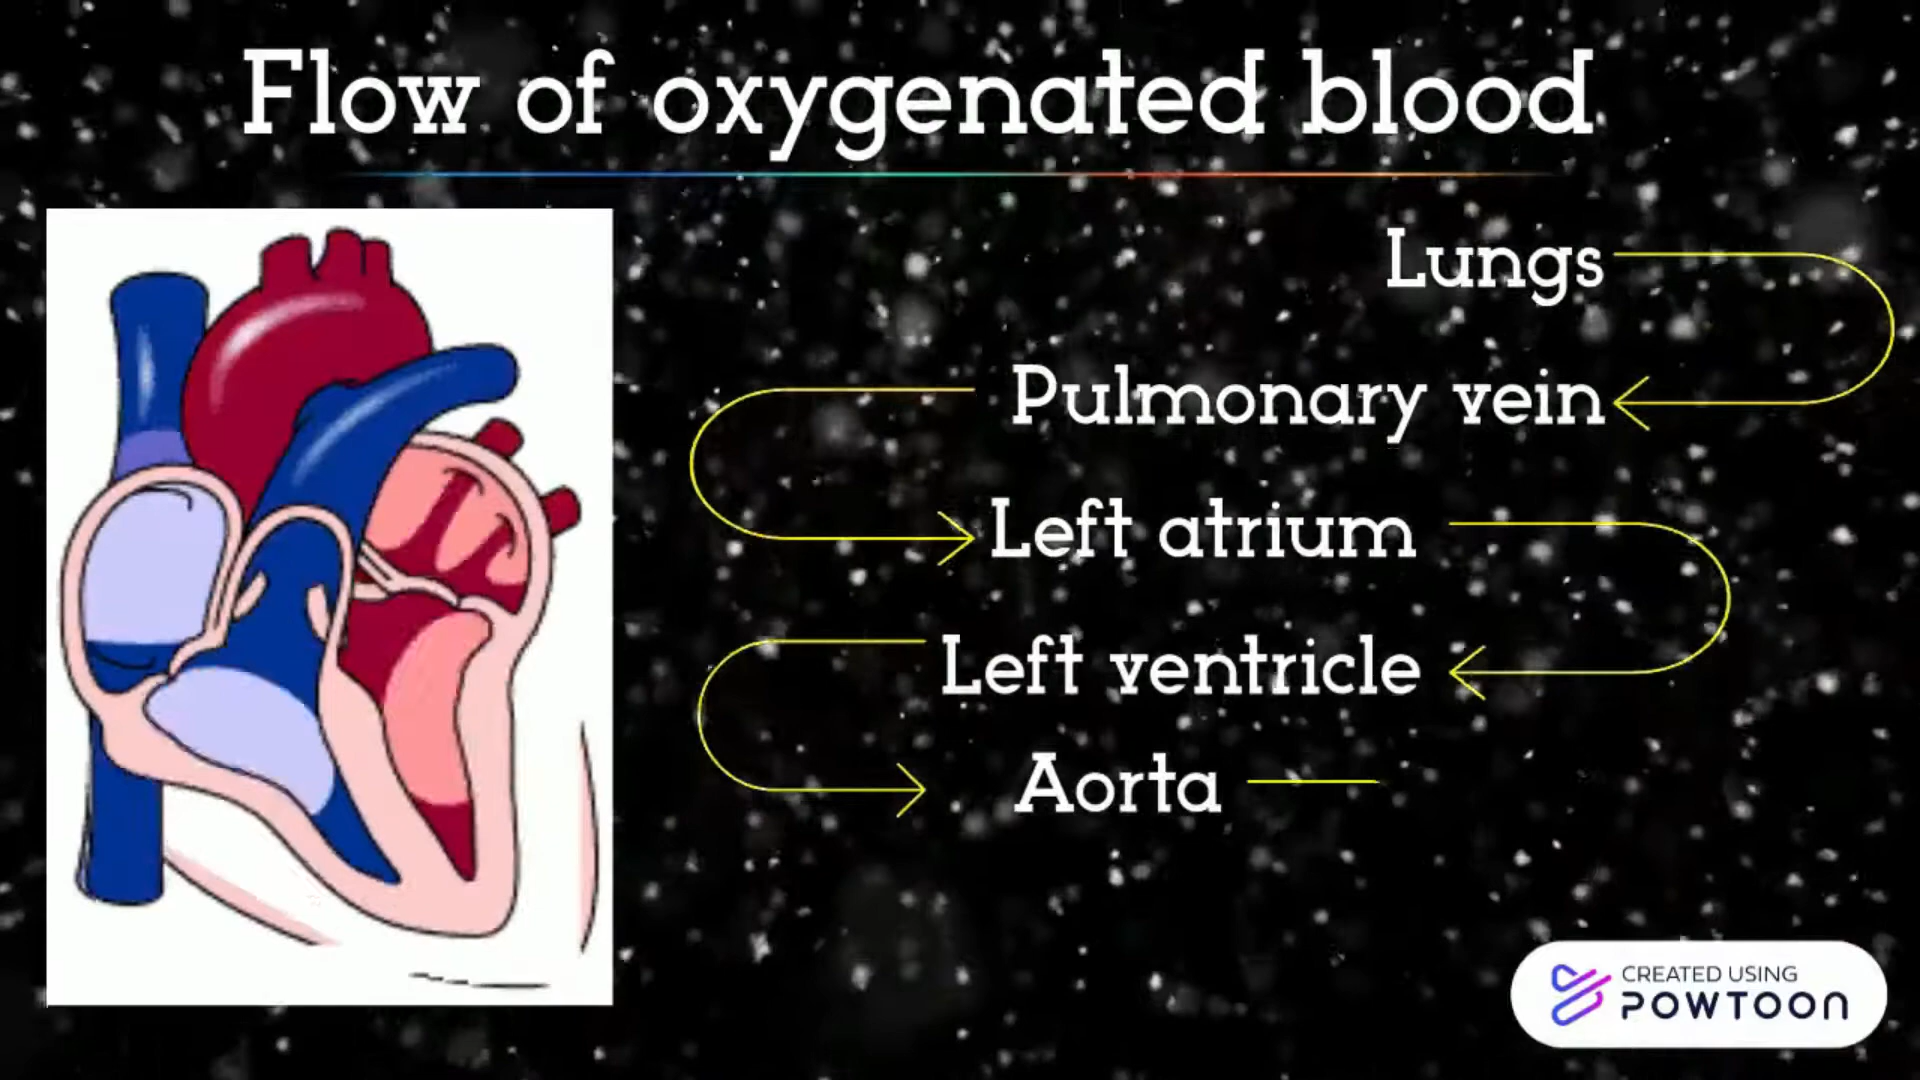 Flow of oxygenated blood
Lungs
Pulmonary vein
Left atrium
Left ventricle
Aorta
CREATED USING
POWTOON